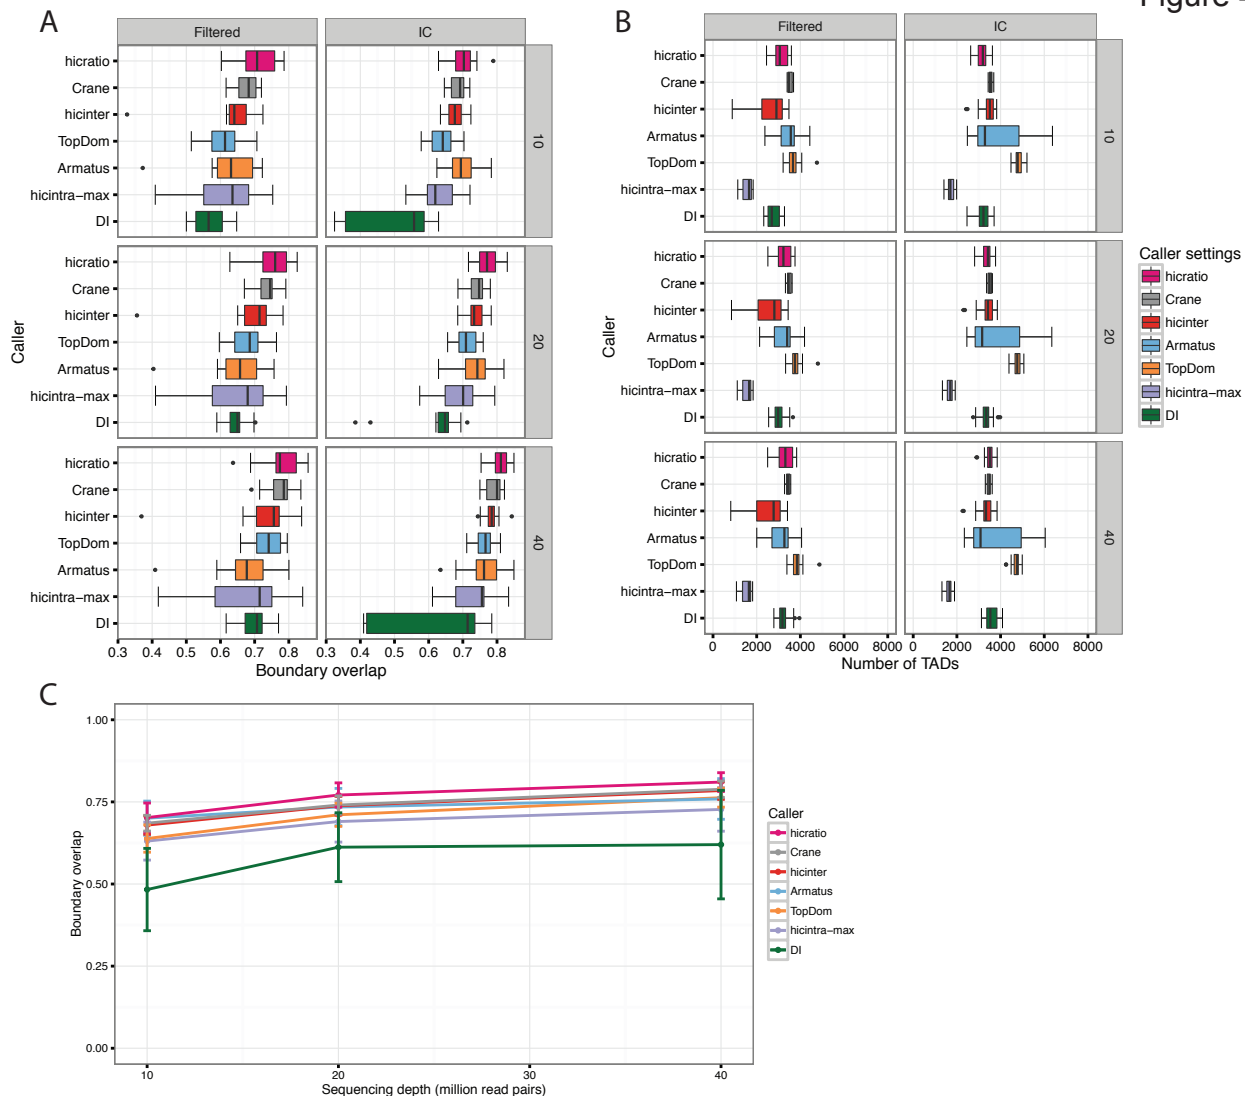 Figure
A
Filtered
IC
hicratio
Crane
hicinter
TopDom
Armatus
hicintra-max
DI
10
hicratio
Crane
hicinter
TopDom
Armatus
hicintra-max
DI
20
hicratio
Crane
hicinter
TopDom
Armatus
hicintra-max
DI
40
Caller
0.3 0.4 0.5 0.6 0.7 0.8 0.3 0.4 0.5 0.6 0.7 0.8
Boundary overlap
B
Filtered
IC
hicratio
Crane
hicinter
Armatus
TopDom
hicintra-max
DI
10
hicratio
Crane
hicinter
Armatus
TopDom
hicintra-max
DI
20
hicratio
Crane
hicinter
Armatus
TopDom
hicintra-max
DI
40
Caller
0 2000 4000 6000 8000 0 2000 4000 6000 8000
Number of TADs
Caller settings
hicratio
Crane
hicinter
Armatus
TopDom
hicintra-max
DI
C
1.00
0.75
0.50
0.25
0.00
Boundary overlap
10 20 30 40
Sequencing depth (million read pairs)
Caller
hicratio
Crane
hicinter
Armatus
TopDom
hicintra-max
DI